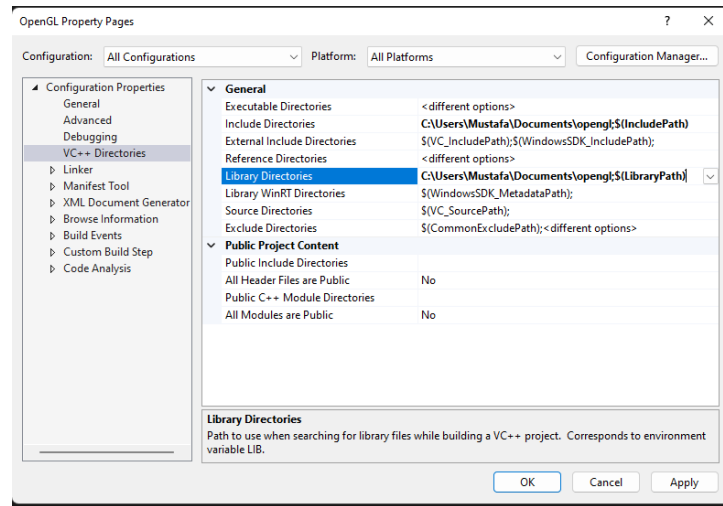 OpenGL Property Pages
? ×
Configuration: All Configurations Platform: All Platforms Configuration Manager...
Configuration Properties
General
Advanced
Debugging
VC++ Directories
Linker
Manifest Tool
XML Document Generator
Browse Information
Build Events
Custom Build Step
Code Analysis
General
Executable Directories <different options>
Include Directories C:\Users\Mustafa\Documents\opengl;$(IncludePath)
External Include Directories $(VC_IncludePath);$(WindowsSDK_IncludePath);
Reference Directories <different options>
Library Directories C:\Users\Mustafa\Documents\opengl;$(LibraryPath)
Library WinRT Directories $(WindowsSDK_MetadataPath);
Source Directories $(VC_SourcePath);
Exclude Directories $(CommonExcludePath);<different options>
Public Project Content
Public Include Directories
All Header Files are Public No
Public C++ Module Directories
All Modules are Public No
Library Directories
Path to use when searching for library files while building a VC++ project.  Corresponds to environment
variable LIB.
OK Cancel Apply